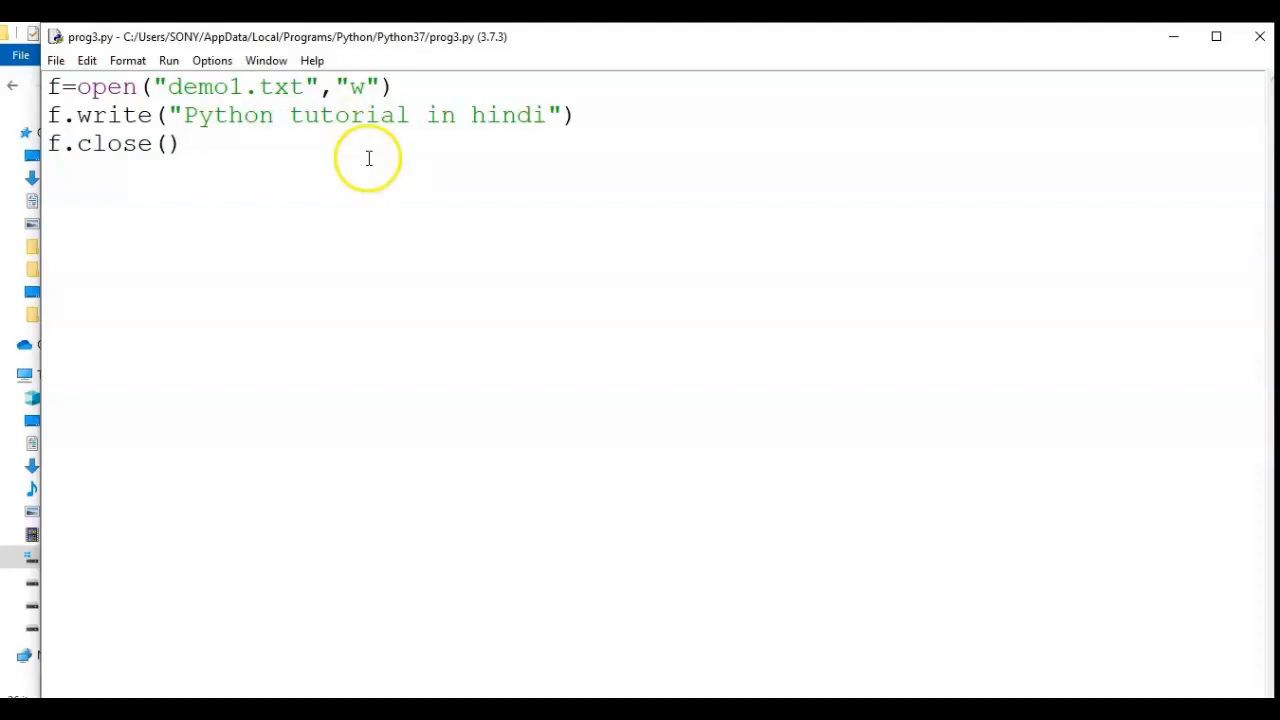 prog3.py - C:/Users/SONY/AppData/Local/Programs/Python/Python37/prog3.py (3.7.3)
File
File Edit Format Run Options Window Help
f=open("demo1.txt","w")
f.write("Python tutorial in hindi")
f.close()